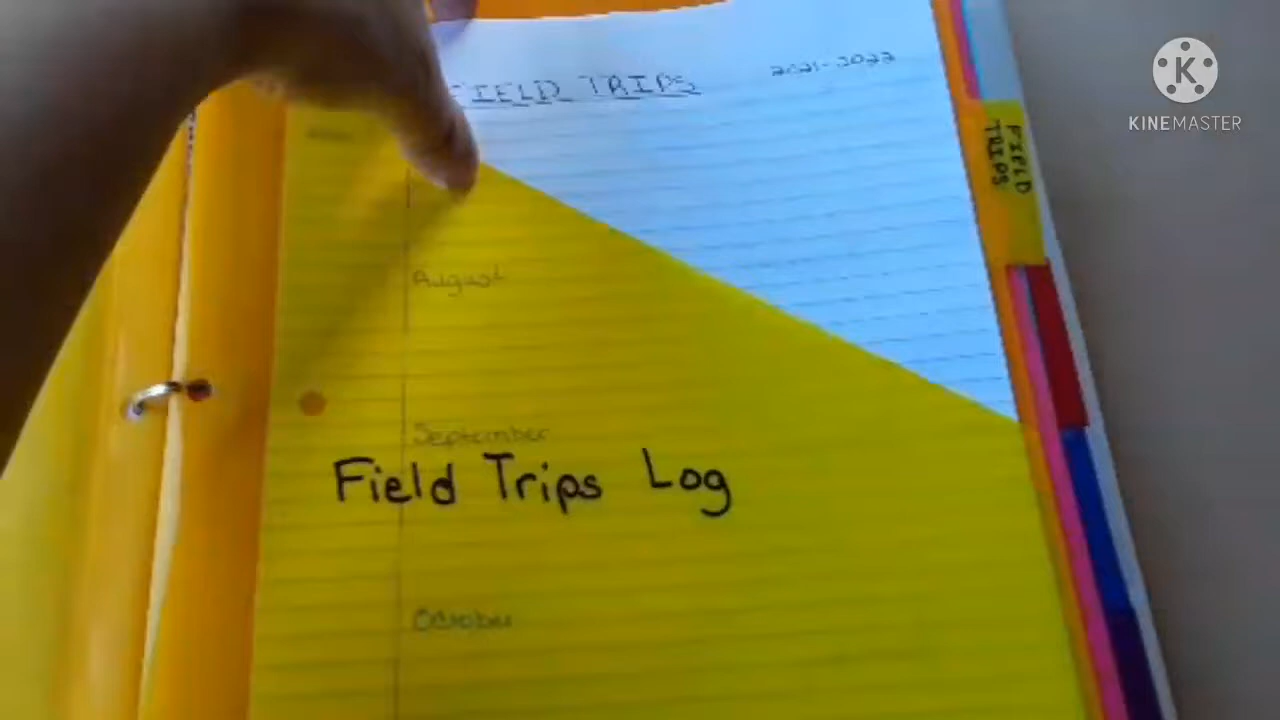 FIELD TRIPS 2021-2022
FIELD
TRIPS
K
KINEMASTER
August
September
Field Trips Log
October